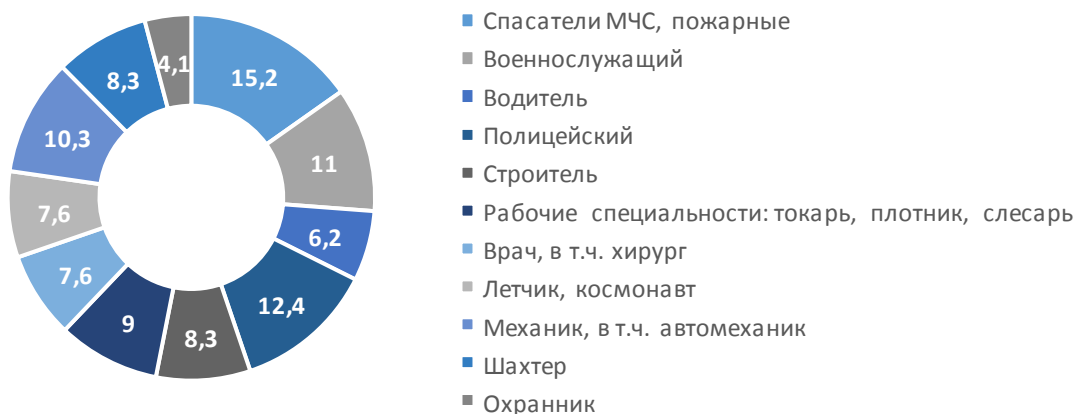 15,2
11
6,2
12,4
8,3
9
7,6
7,6
10,3
8,3
4,1
Спасатели МЧС, пожарные
Военнослужащий
Водитель
Полицейский
Строитель
Рабочие специальности: токарь, плотник, слесарь
Врач, в т.ч. хирург
Летчик, космонавт
Механик, в т.ч. автомеханик
Шахтер
Охранник